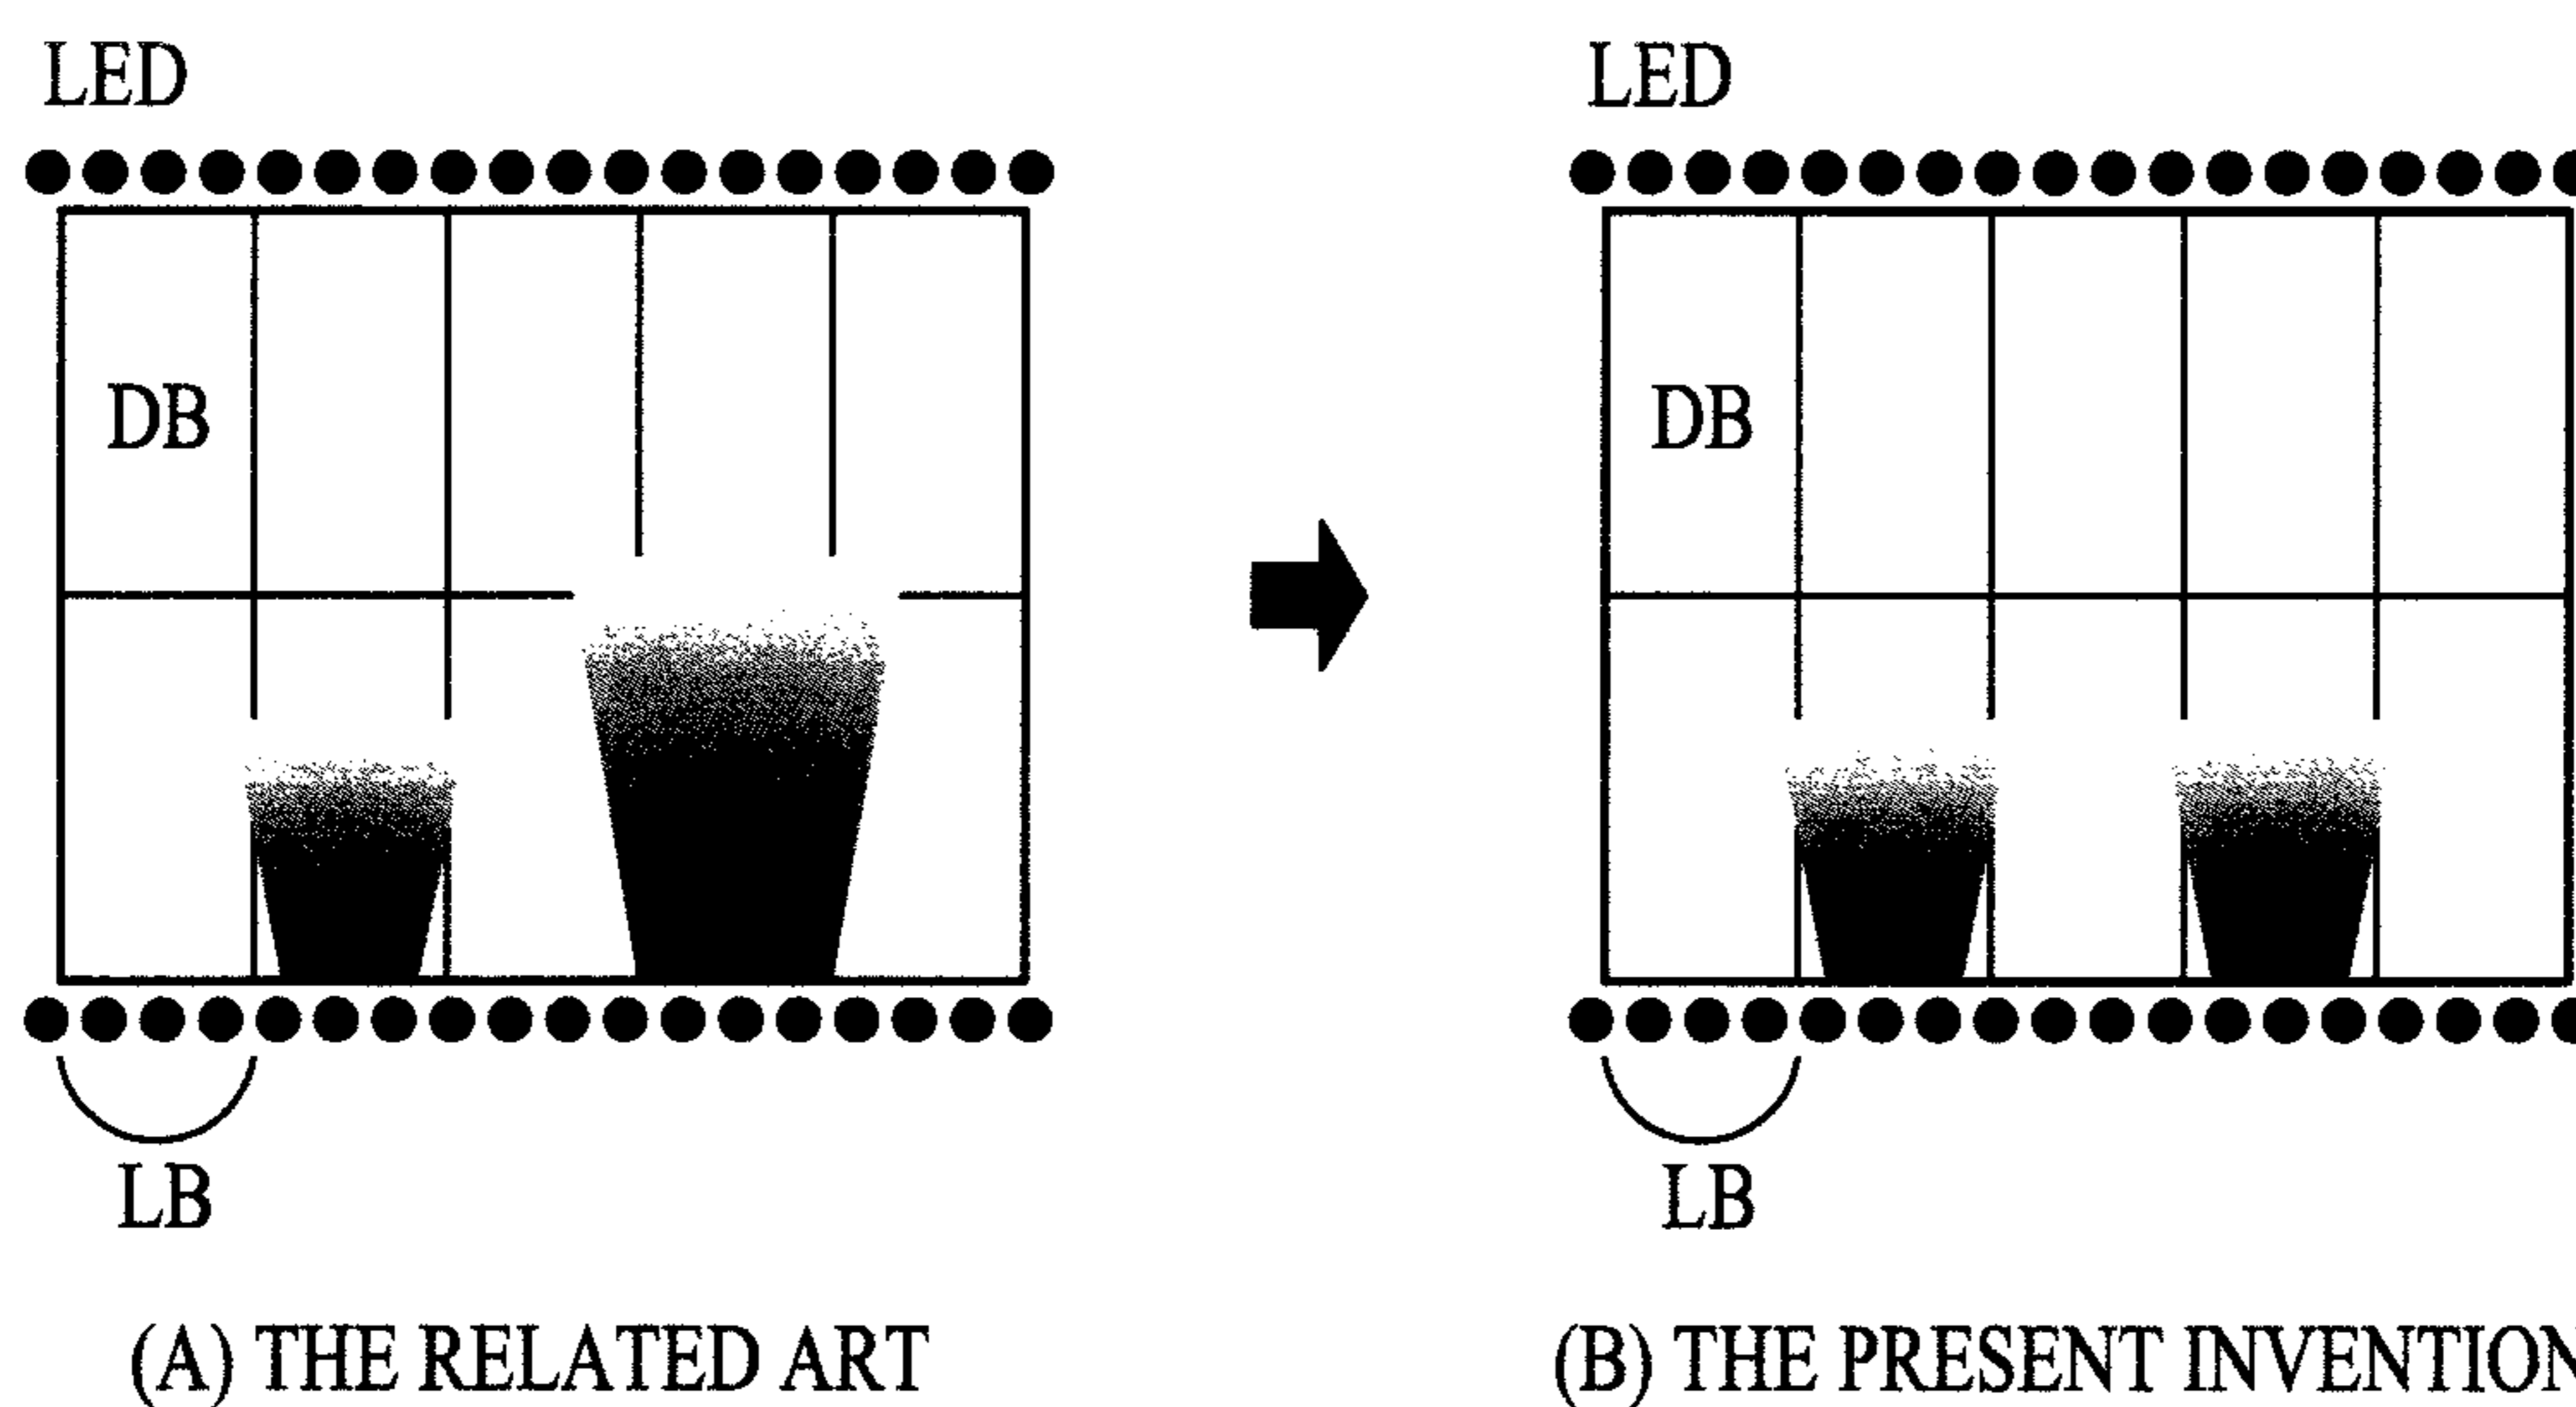 LED
DB
LB
(A) THE RELATED ART
LED
DB
LB
(B) THE PRESENT INVENTION